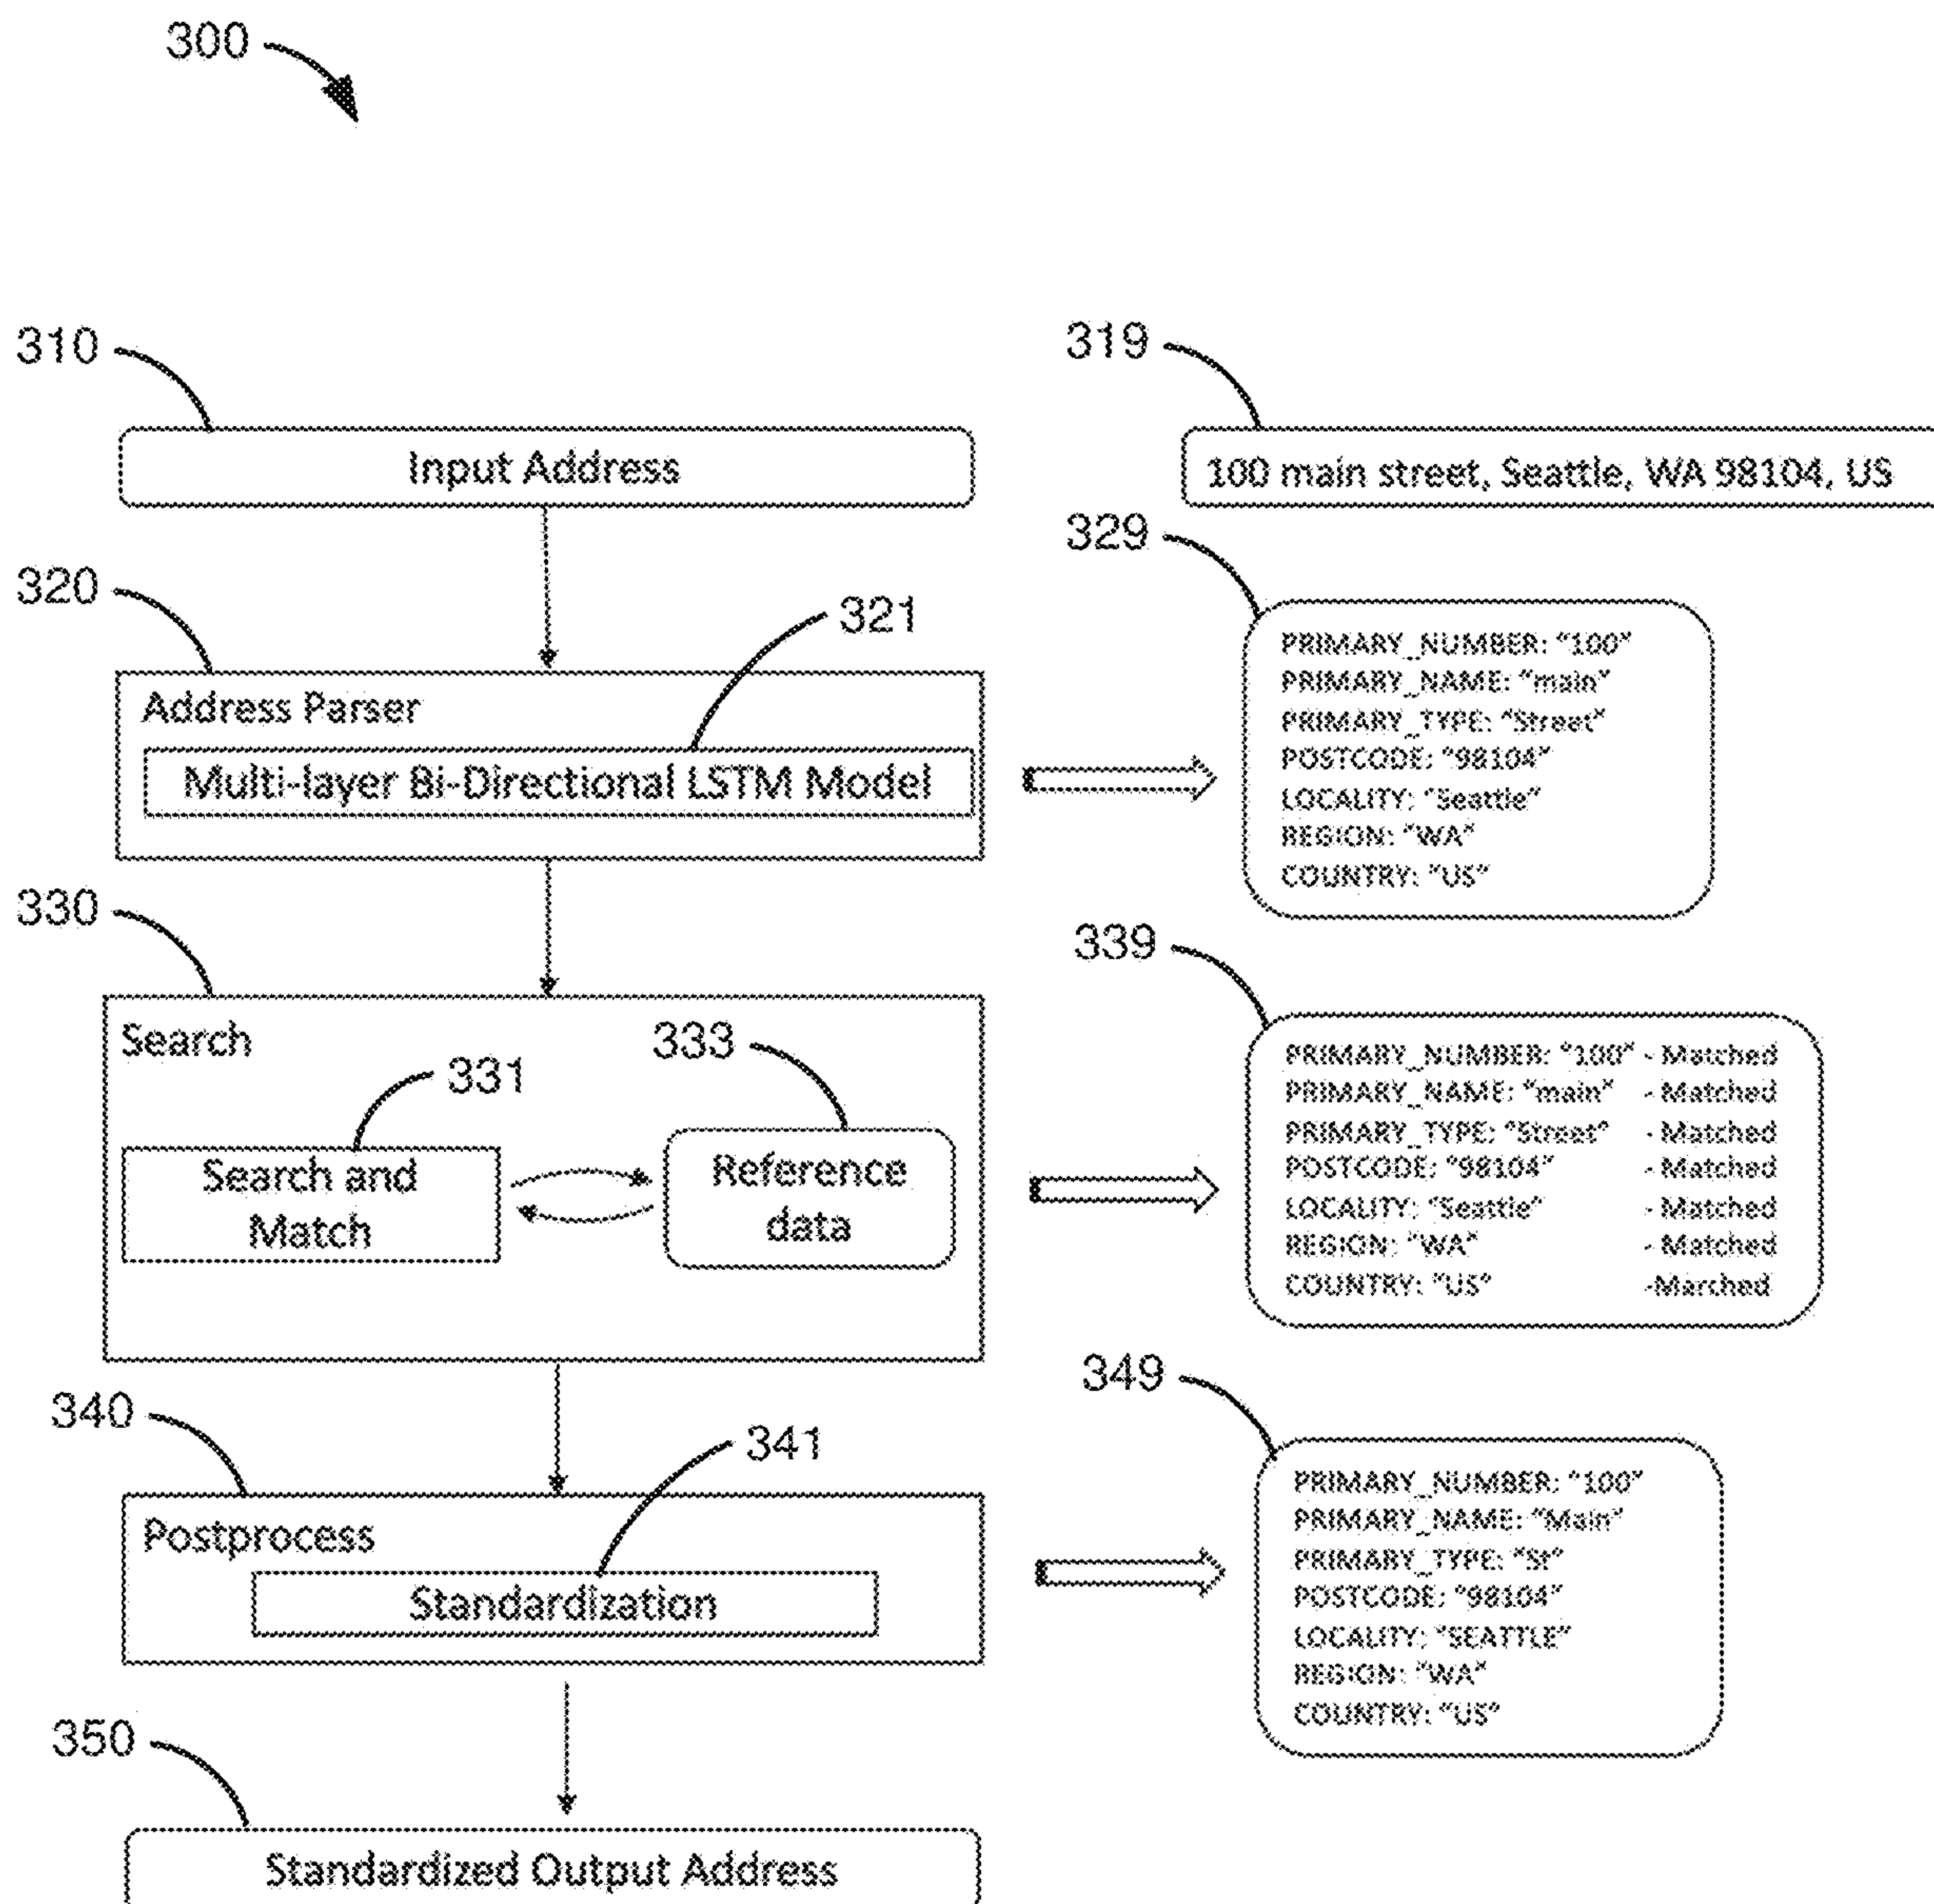 300
310
Input Address
319
100 main street, Seattle, WA 98104, US
320
Address Parser
321
Multi-layer Bi-Directional LSTM Model
329
PRIMARY_NUMBER: "100"
PRIMARY_NAME: "main"
PRIMARY_TYPE: "Street"
POSTCODE: "98104"
LOCALITY: "Seattle"
REGION: "WA"
COUNTRY: "US"
330
Search
331
Search and
Match
333
Reference
data
339
PRIMARY_NUMBER: "100" - Matched
PRIMARY_NAME: "main" - Matched
PRIMARY_TYPE: "Street" - Matched
POSTCODE: "98104" - Matched
LOCALITY: "Seattle" - Matched
REGION: "WA" - Matched
COUNTRY: "US" -Marched
340
Postprocess
341
Standardization
349
PRIMARY_NUMBER: "100"
PRIMARY_NAME: "Main"
PRIMARY_TYPE: "St"
POSTCODE: "98104"
LOCALITY: "SEATTLE"
REGION: "WA"
COUNTRY: "US"
350
Standardized Output Address